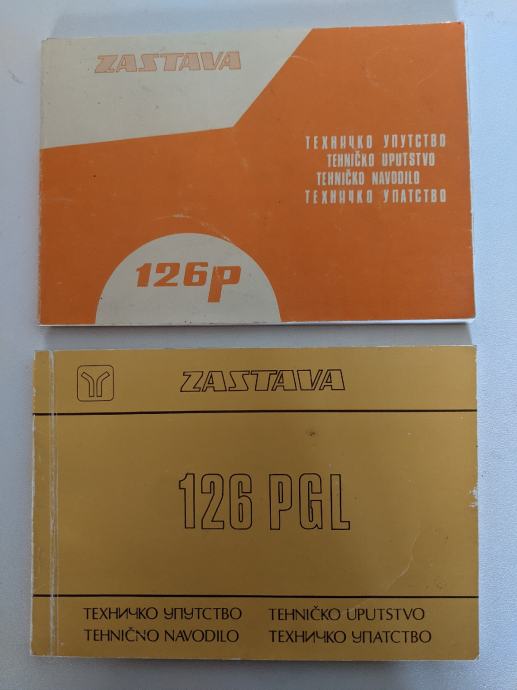 ZASTAVA
ТЕХНИЧКО УПУТСТВО
TEHNIČKO UPUTSTVO
TEHNIČKO NAVODILO
ТЕХНИЧКО УПАТСТВО
126p
ZASTAVA
126 PGL
ТЕХНИЧКО УПУТСТВО TEHNIČKO UPUTSTVO
TEHNIČNO NAVODILO ТЕХНИЧКО УПАТСТВО